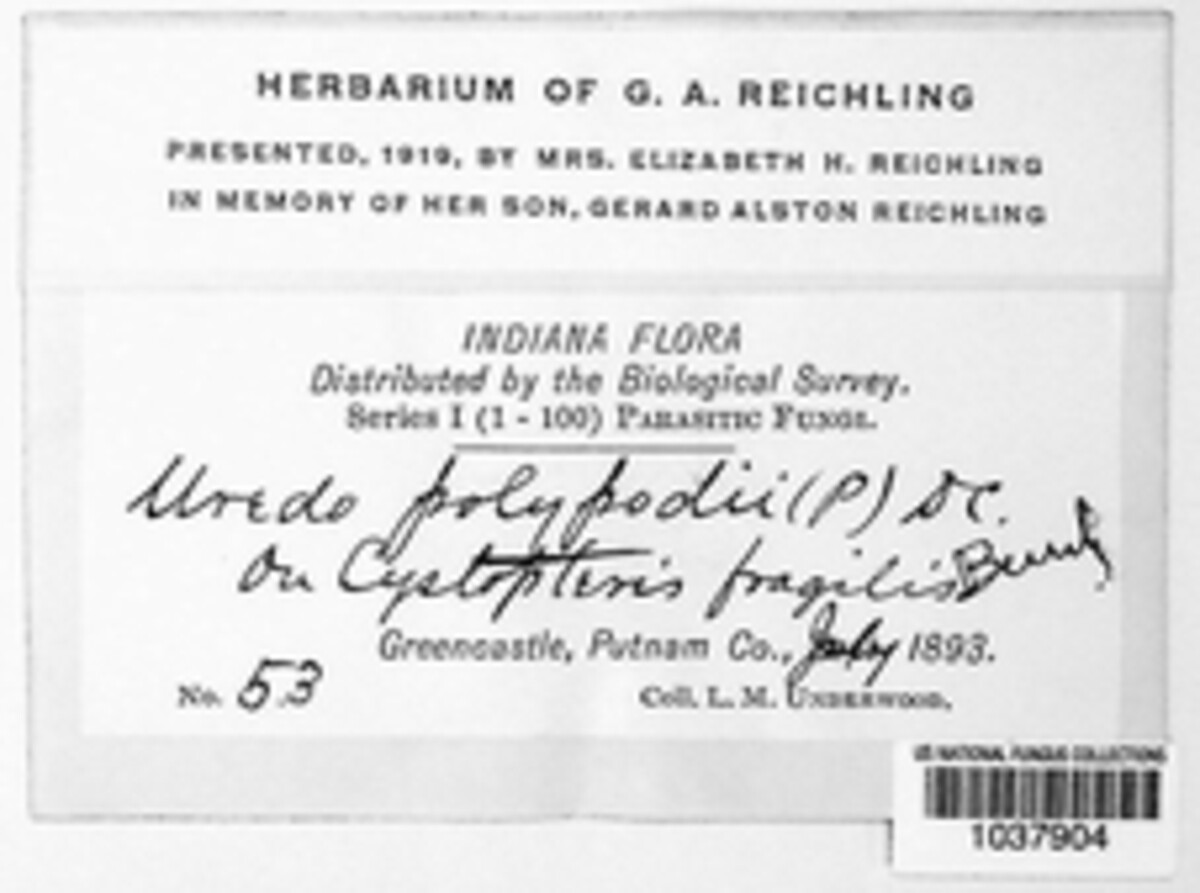 HERBARIUM OF G. A. REICHLING
PRESENTED, 1919, BY MRS. ELIZABETH H. REICHLING
IN MEMORY OF HER SON, GERARD ALSTON REICHLING
INDIANA FLORA
Distributed by the Biological Survey.
Series I (1 - 100) PARASITIC FUNGI.
Uredo polypodii (P) DC.
On Cystopteris fragilis Bernh.
Greencastle, Putnam Co., July 1893.
No. 53 Coll. L. M. UNDERWOOD.
US NATIONAL FUNGUS COLLECTIONS
1037904